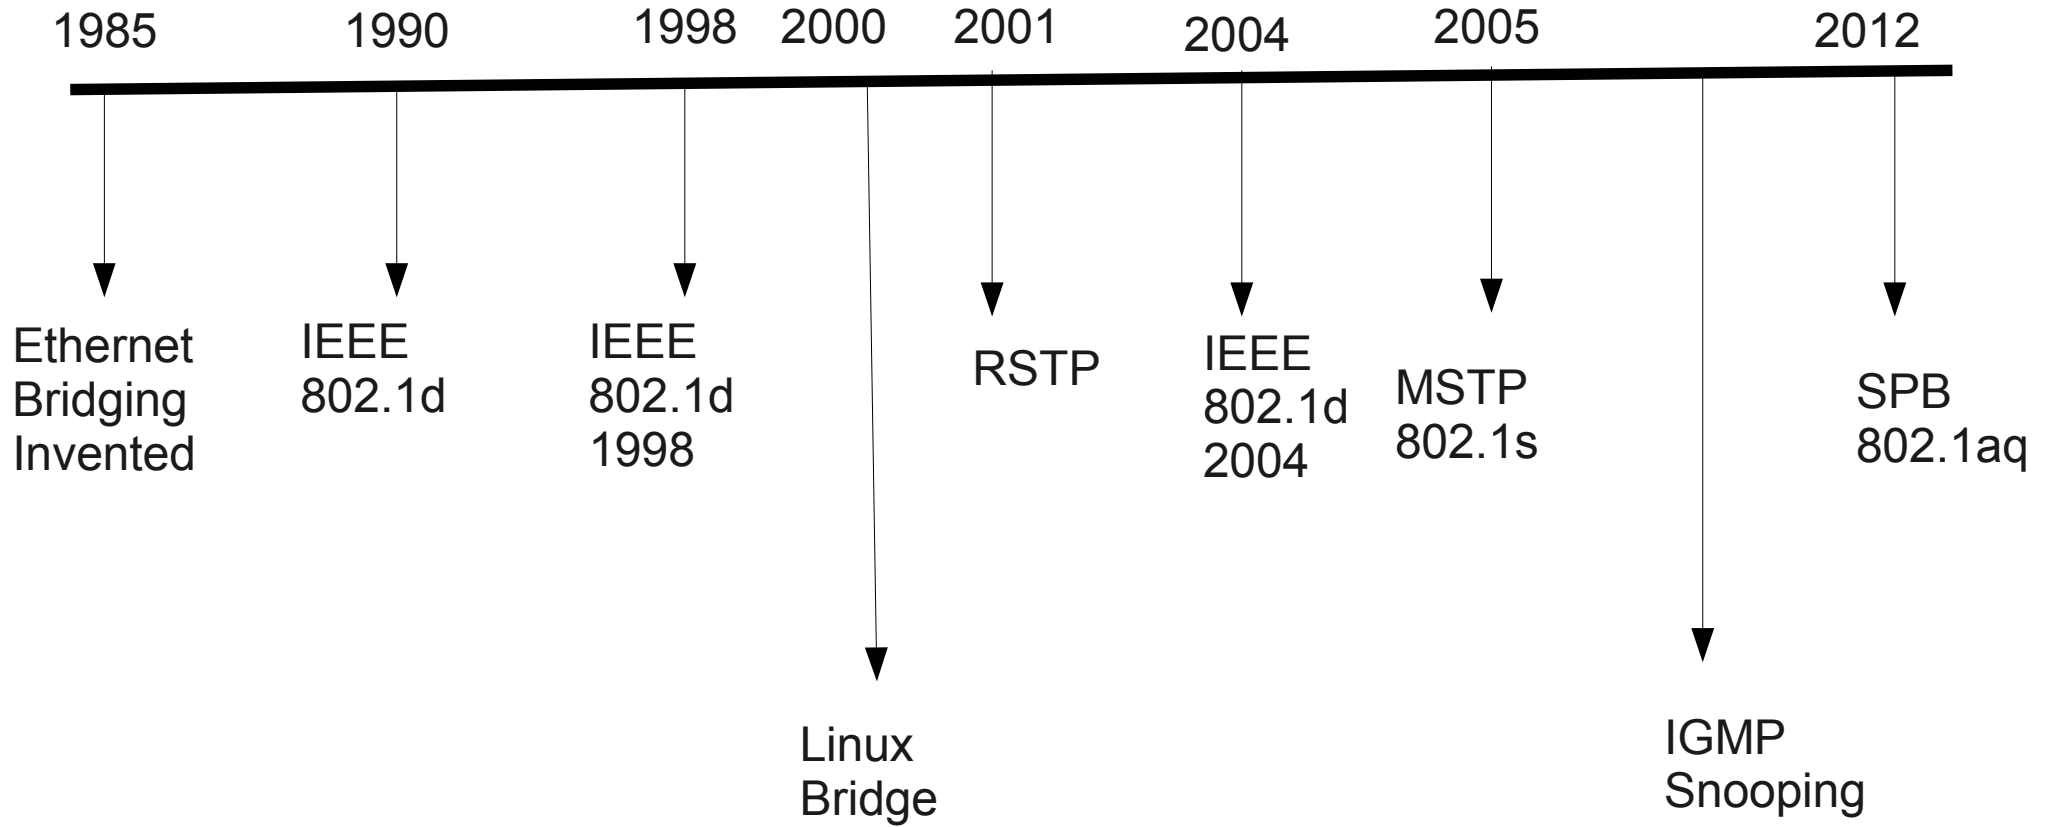 1985
1990
1998
2000
2001
2004
2005
2012
Ethernet
Bridging
Invented
IEEE
802.1d
IEEE
802.1d
1998
RSTP
IEEE
802.1d
2004
MSTP
802.1s
SPB
802.1aq
Linux
Bridge
IGMP
Snooping